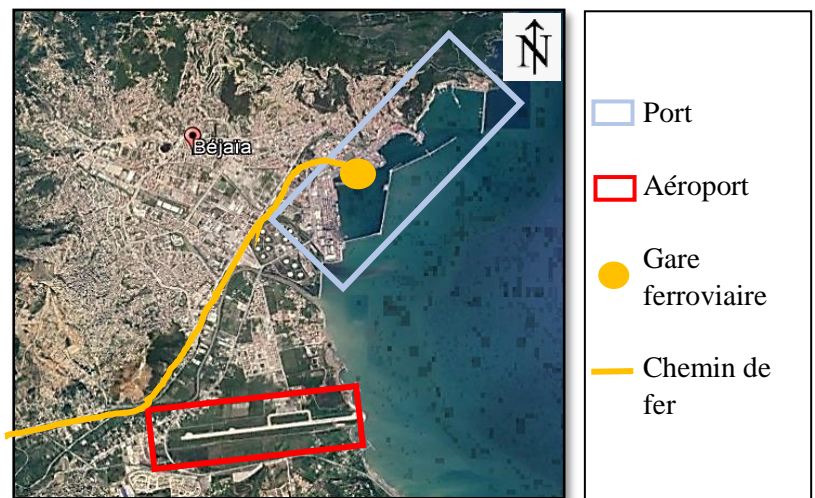 N
Béjaïa
Port
Aéroport
Gare
ferroviaire
Chemin de
fer